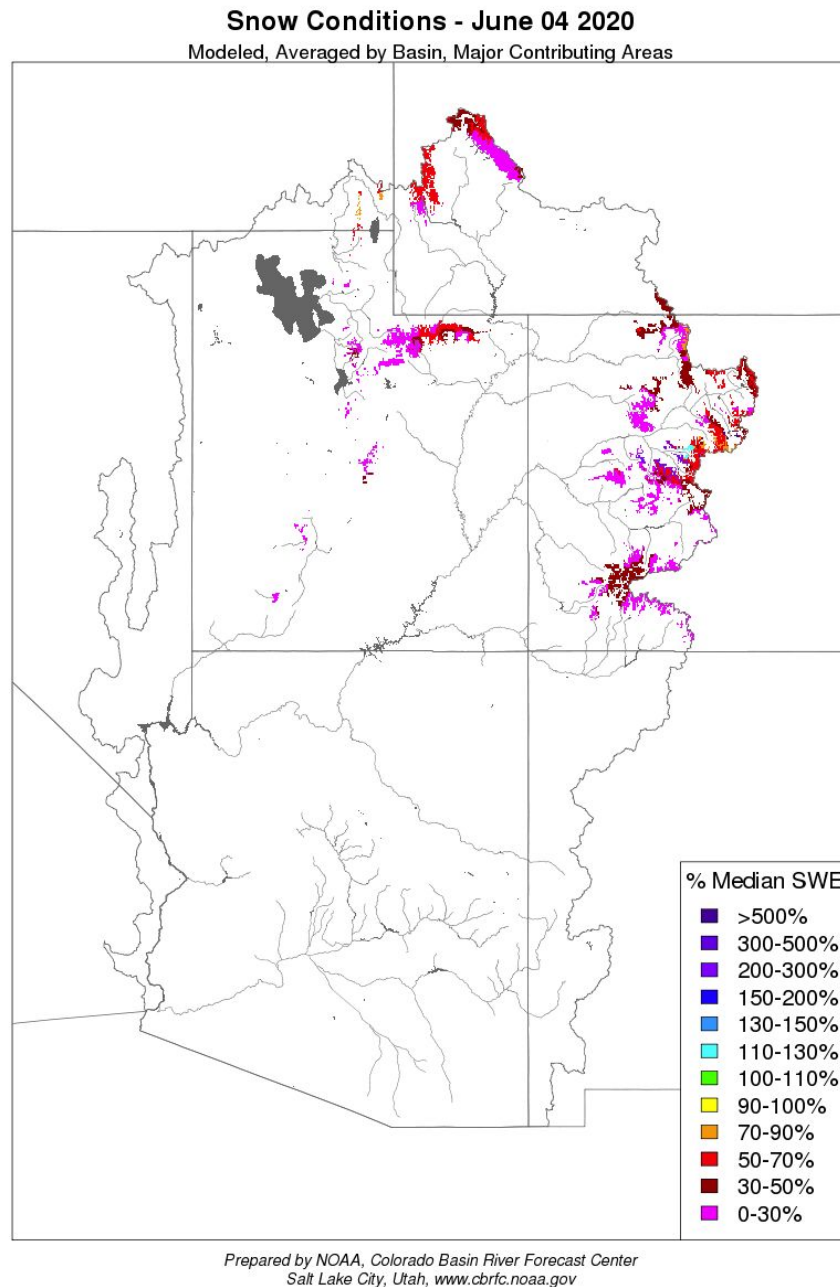 Snow Conditions - June 04 2020
Modeled, Averaged by Basin, Major Contributing Areas
% Median SWE
>500%
300-500%
200-300%
150-200%
130-150%
110-130%
100-110%
90-100%
70-90%
50-70%
30-50%
0-30%
Prepared by NOAA, Colorado Basin River Forecast Center
Salt Lake City, Utah, www.cbrfc.noaa.gov